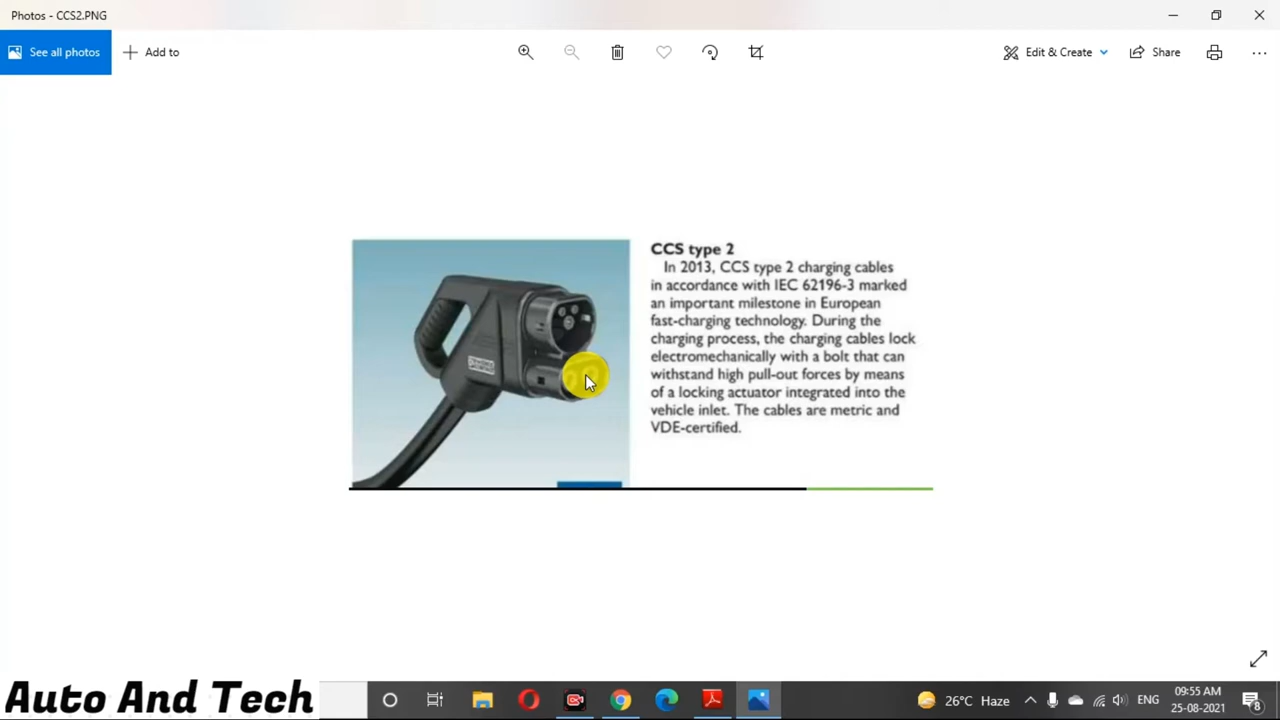 Photos - CCS2.PNG
See all photos
Add to
Edit & Create
Share
CCS type 2
In 2013, CCS type 2 charging cables
in accordance with IEC 62196-3 marked
an important milestone in European
fast-charging technology. During the
charging process, the charging cables lock
electromechanically with a bolt that can
withstand high pull-out forces by means
of a locking actuator integrated into the
vehicle inlet. The cables are metric and
VDE-certified.
Auto And Tech
26°C Haze
ENG
09:55 AM
25-08-2021
8